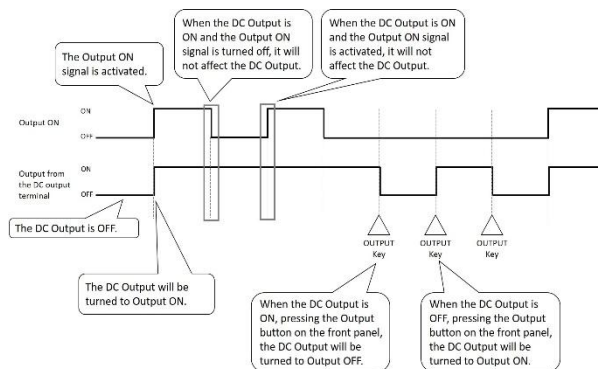 The Output ON
signal is activated.
When the DC Output is
ON and the Output ON
signal is turned off, it will
not affect the DC Output.
When the DC Output is ON
and the Output ON signal
is activated, it will not
affect the DC Output.
Output ON
ON
OFF
Output from
the DC output
terminal
ON
OFF
The DC Output is OFF.
The DC Output will be
turned to Output ON.
OUTPUT
Key
OUTPUT
Key
OUTPUT
Key
When the DC Output is
ON, pressing the Output
button on the front panel,
the DC Output will be
turned to Output OFF.
When the DC Output is
OFF, pressing the Output
button on the front panel,
the DC Output will be
turned to Output ON.